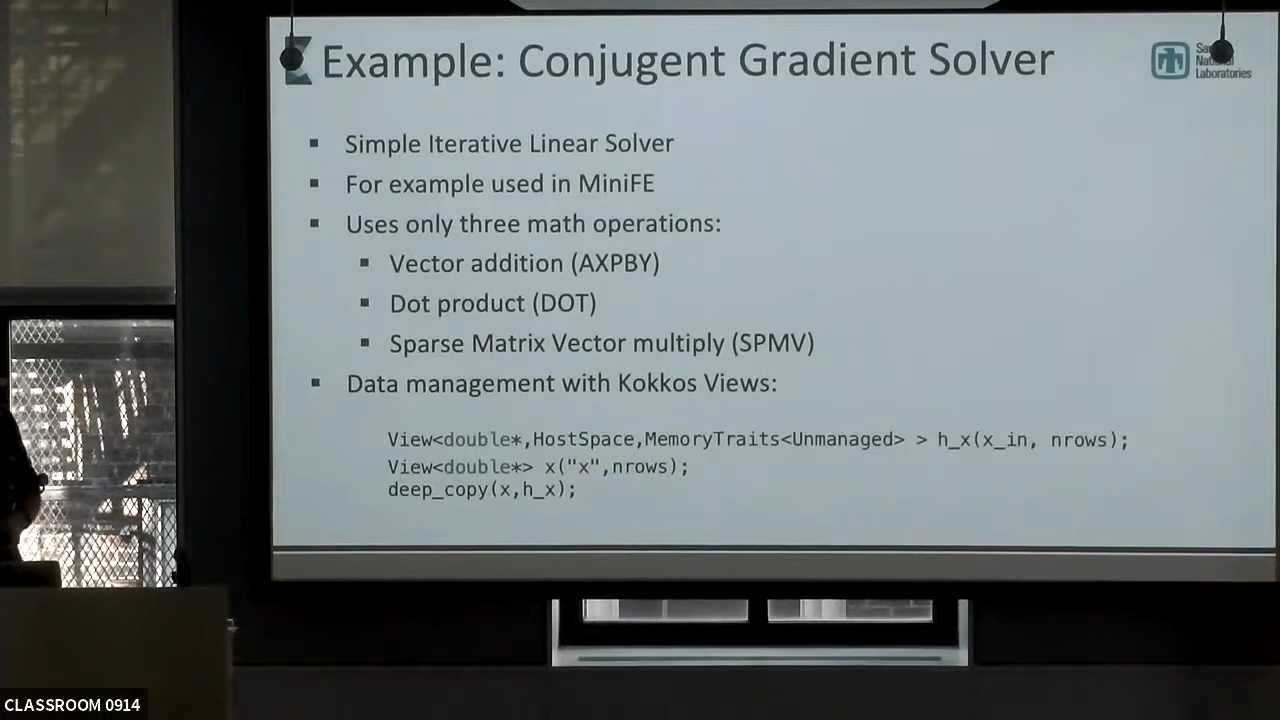 Example: Conjugent Gradient Solver
Laboratories
▪ Simple Iterative Linear Solver
▪ For example used in MiniFE
▪ Uses only three math operations:
▪ Vector addition (AXPBY)
▪ Dot product (DOT)
▪ Sparse Matrix Vector multiply (SPMV)
▪ Data management with Kokkos Views:
View<double*,HostSpace,MemoryTraits<Unmanaged> > h_x(x_in, nrows);
View<double*> x("x",nrows);
deep_copy(x,h_x);
CLASSROOM 0914